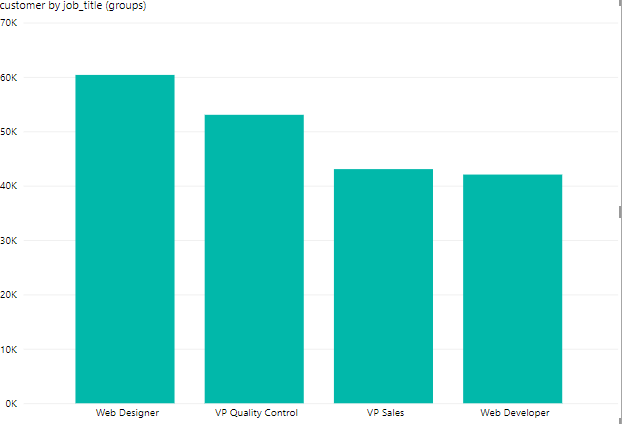 customer by job_title (groups)
70K
60K
50K
40K
30K
20K
10K
0K
Web Designer VP Quality Control VP Sales Web Developer